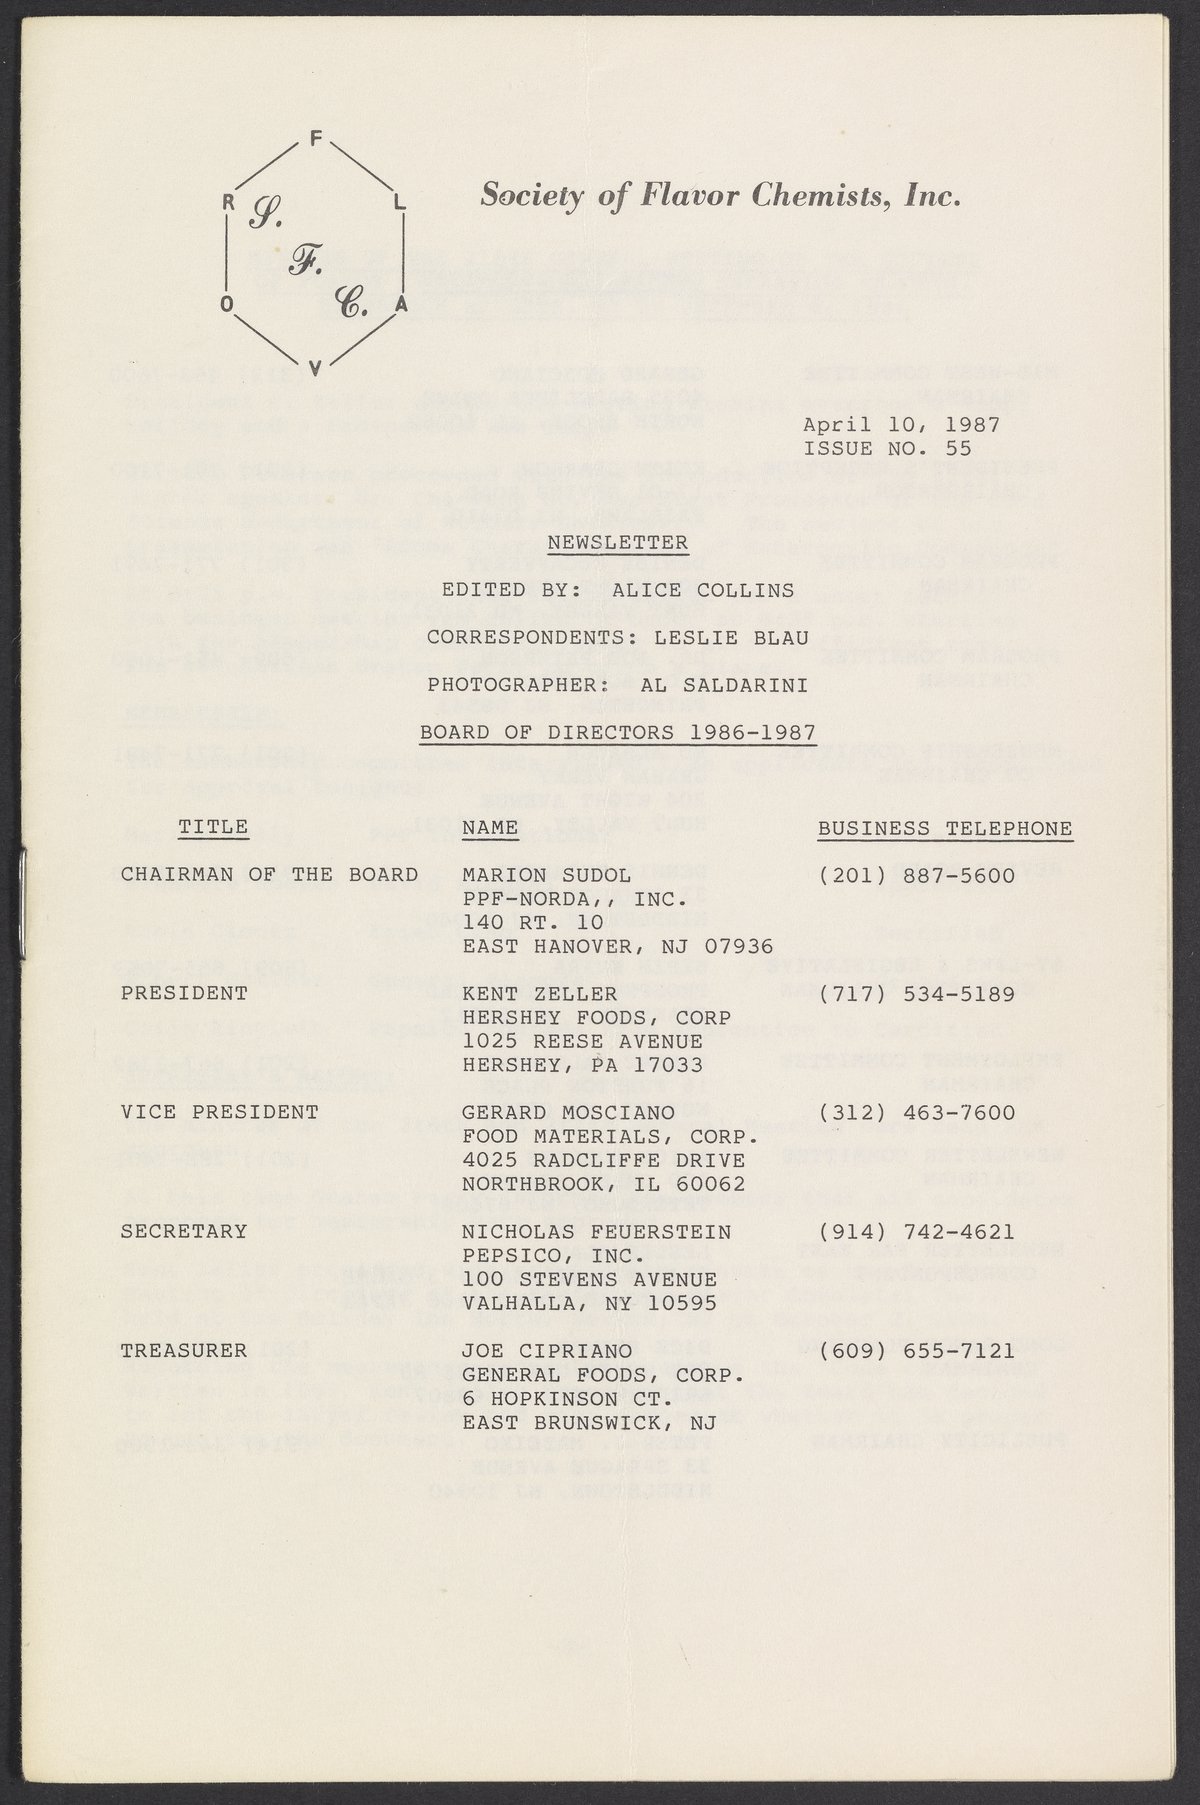 F
R
L
S.
F.
C.
O
A
V
Society of Flavor Chemists, Inc.
April 10, 1987
ISSUE NO. 55
NEWSLETTER
EDITED BY: ALICE COLLINS
CORRESPONDENTS: LESLIE BLAU
PHOTOGRAPHER: AL SALDARINI
BOARD OF DIRECTORS 1986-1987
TITLE NAME BUSINESS TELEPHONE
CHAIRMAN OF THE BOARD MARION SUDOL (201) 887-5600
PPF-NORDA,, INC.
140 RT. 10
EAST HANOVER, NJ 07936
PRESIDENT KENT ZELLER (717) 534-5189
HERSHEY FOODS, CORP
1025 REESE AVENUE
HERSHEY, PA 17033
VICE PRESIDENT GERARD MOSCIANO (312) 463-7600
FOOD MATERIALS, CORP.
4025 RADCLIFFE DRIVE
NORTHBROOK, IL 60062
SECRETARY NICHOLAS FEUERSTEIN (914) 742-4621
PEPSICO, INC.
100 STEVENS AVENUE
VALHALLA, NY 10595
TREASURER JOE CIPRIANO (609) 655-7121
GENERAL FOODS, CORP.
6 HOPKINSON CT.
EAST BRUNSWICK, NJ